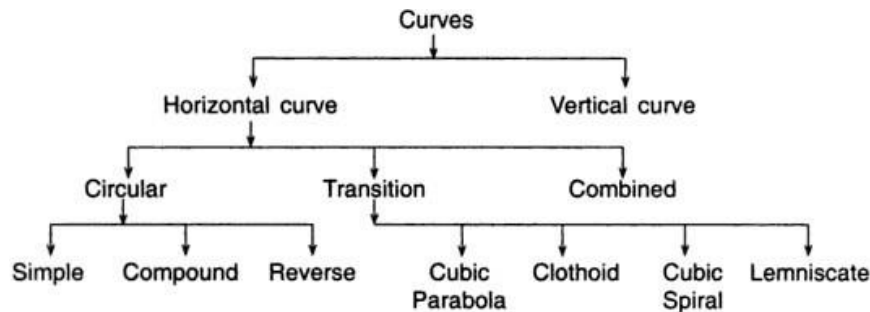 Curves
Horizontal curve
Vertical curve
Circular
Transition
Combined
Simple
Compound
Reverse
Cubic
Parabola
Clothoid
Cubic
Spiral
Lemniscate